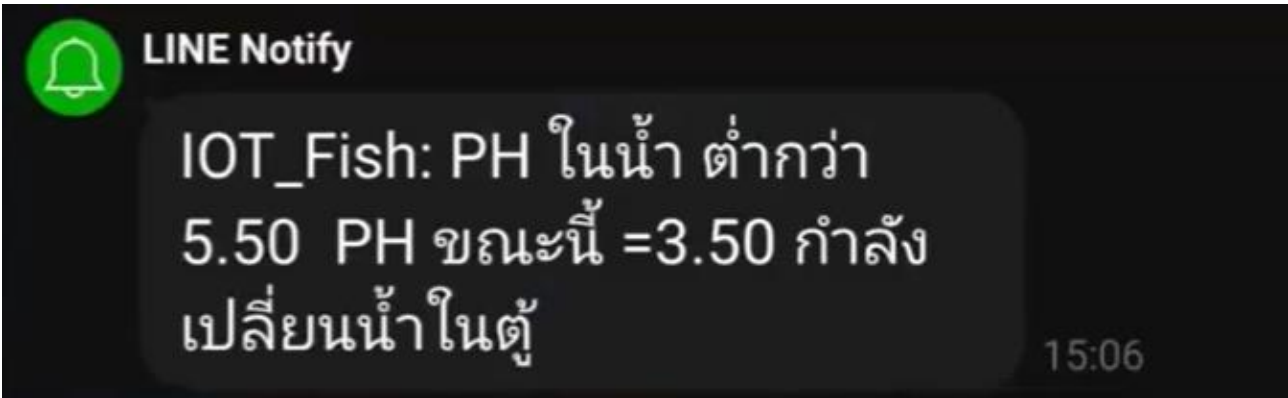 LINE Notify
IOT_Fish: PH ในน้ำ ต่ำกว่า
5.50  PH ขณะนี้ =3.50 กำลัง
เปลี่ยนน้ำในตู้
15:06